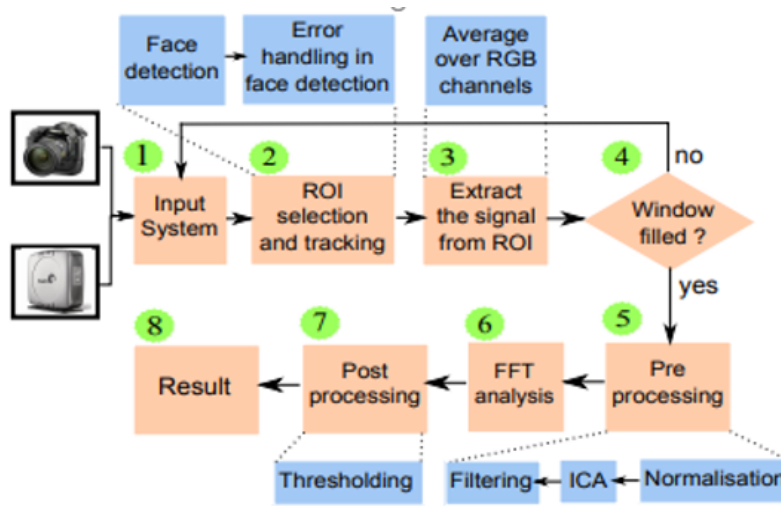 Face
detection
Error
handling in
face detection
Average
over RGB
channels
1
2
3
4
no
Input
System
ROI
selection
and tracking
Extract
the signal
from ROI
Window
filled ?
yes
8
7
6
5
Result
Post
processing
FFT
analysis
Pre
processing
Thresholding
Filtering
ICA
Normalisation